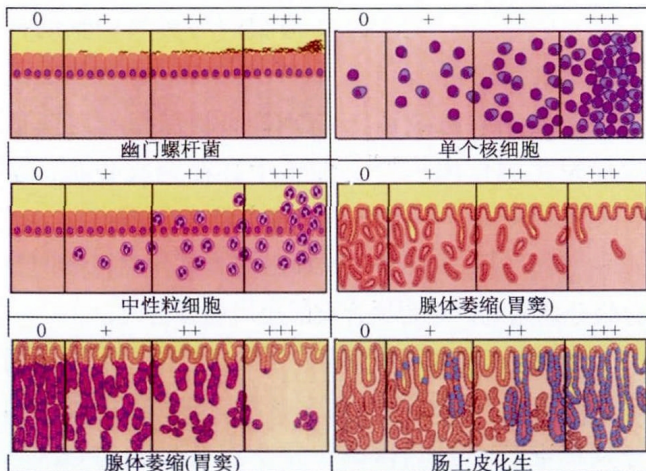 0 + ++ +++ 0 + ++ +++
幽门螺杆菌 单个核细胞
0 + ++ +++ 0 + ++ +++
中性粒细胞 腺体萎缩(胃窦)
0 + ++ +++ 0 + ++ +++
腺体萎缩(胃窦) 肠上皮化生